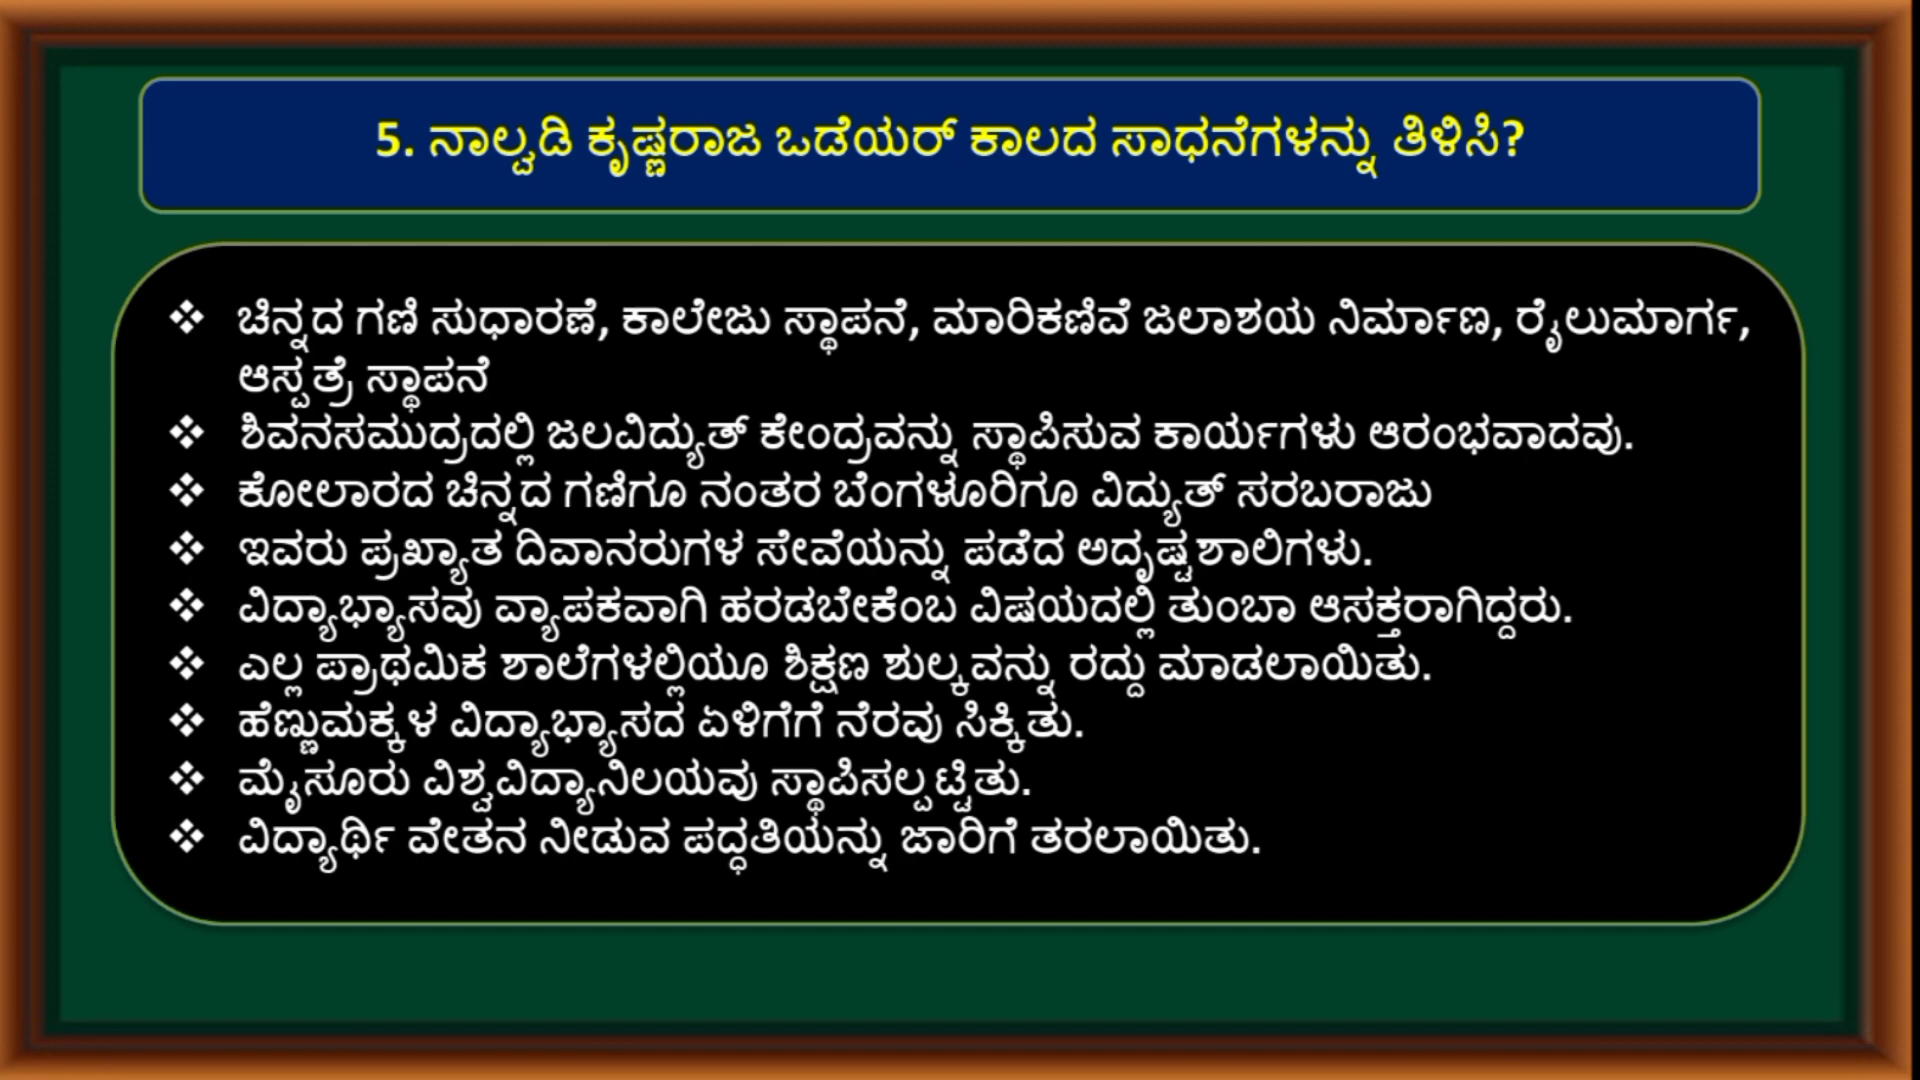 5. ನಾಲ್ವಡಿ ಕೃಷ್ಣರಾಜ ಒಡೆಯರ್ ಕಾಲದ ಸಾಧನೆಗಳನ್ನು ತಿಳಿಸಿ?
❖ ಚಿನ್ನದ ಗಣಿ ಸುಧಾರಣೆ, ಕಾಲೇಜು ಸ್ಥಾಪನೆ, ಮಾರಿಕಣಿವೆ ಜಲಾಶಯ ನಿರ್ಮಾಣ, ರೈಲುಮಾರ್ಗ,
ಆಸ್ಪತ್ರೆ ಸ್ಥಾಪನೆ
❖ ಶಿವನಸಮುದ್ರದಲ್ಲಿ ಜಲವಿದ್ಯುತ್ ಕೇಂದ್ರವನ್ನು ಸ್ಥಾಪಿಸುವ ಕಾರ್ಯಗಳು ಆರಂಭವಾದವು.
❖ ಕೋಲಾರದ ಚಿನ್ನದ ಗಣಿಗೂ ನಂತರ ಬೆಂಗಳೂರಿಗೂ ವಿದ್ಯುತ್ ಸರಬರಾಜು
❖ ಇವರು ಪ್ರಖ್ಯಾತ ದಿವಾನರುಗಳ ಸೇವೆಯನ್ನು ಪಡೆದ ಅದೃಷ್ಟಶಾಲಿಗಳು.
❖ ವಿದ್ಯಾಭ್ಯಾಸವು ವ್ಯಾಪಕವಾಗಿ ಹರಡಬೇಕೆಂಬ ವಿಷಯದಲ್ಲಿ ತುಂಬಾ ಆಸಕ್ತರಾಗಿದ್ದರು.
❖ ಎಲ್ಲ ಪ್ರಾಥಮಿಕ ಶಾಲೆಗಳಲ್ಲಿಯೂ ಶಿಕ್ಷಣ ಶುಲ್ಕವನ್ನು ರದ್ದು ಮಾಡಲಾಯಿತು.
❖ ಹೆಣ್ಣುಮಕ್ಕಳ ವಿದ್ಯಾಭ್ಯಾಸದ ಏಳಿಗೆಗೆ ನೆರವು ಸಿಕ್ಕಿತು.
❖ ಮೈಸೂರು ವಿಶ್ವವಿದ್ಯಾನಿಲಯವು ಸ್ಥಾಪಿಸಲ್ಪಟ್ಟಿತು.
❖ ವಿದ್ಯಾರ್ಥಿ ವೇತನ ನೀಡುವ ಪದ್ಧತಿಯನ್ನು ಜಾರಿಗೆ ತರಲಾಯಿತು.